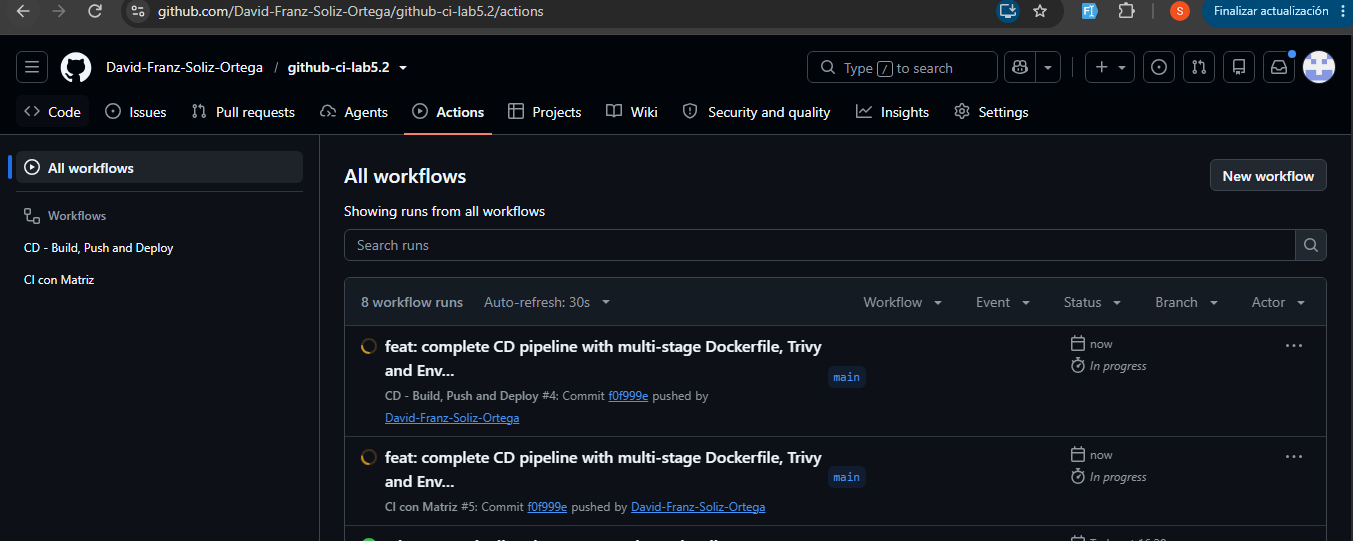 github.com/David-Franz-Soliz-Ortega/github-ci-lab5.2/actions
S
Finalizar actualización
David-Franz-Soliz-Ortega / github-ci-lab5.2
Type / to search
Code Issues Pull requests Agents Actions Projects Wiki Security and quality Insights Settings
All workflows
Workflows
CD - Build, Push and Deploy
CI con Matriz
All workflows
New workflow
Showing runs from all workflows
Search runs
8 workflow runs Auto-refresh: 30s Workflow Event Status Branch Actor
feat: complete CD pipeline with multi-stage Dockerfile, Trivy
and Env...
CD - Build, Push and Deploy #4: Commit f0f999e pushed by
David-Franz-Soliz-Ortega
main
now
In progress
feat: complete CD pipeline with multi-stage Dockerfile, Trivy
and Env...
CI con Matriz #5: Commit f0f999e pushed by David-Franz-Soliz-Ortega
main
now
In progress